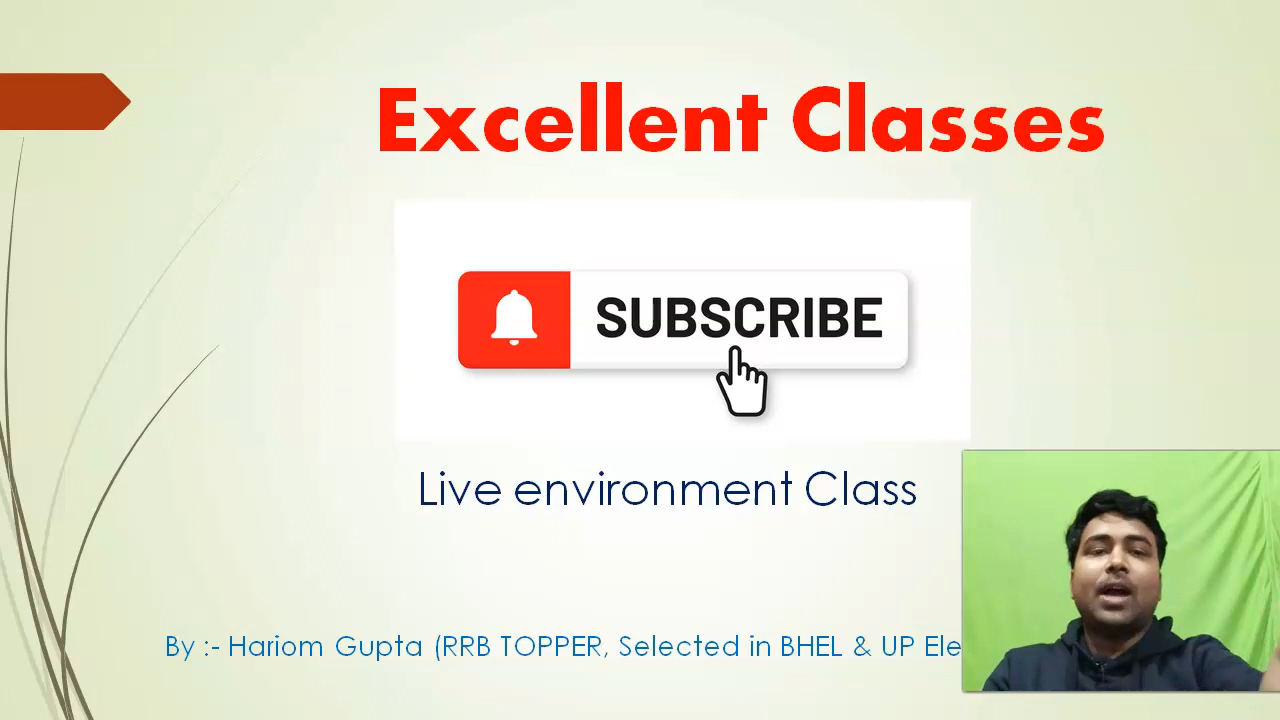 Excellent Classes
SUBSCRIBE
Live environment Class
By :- Hariom Gupta (RRB TOPPER, Selected in BHEL & UP Ele